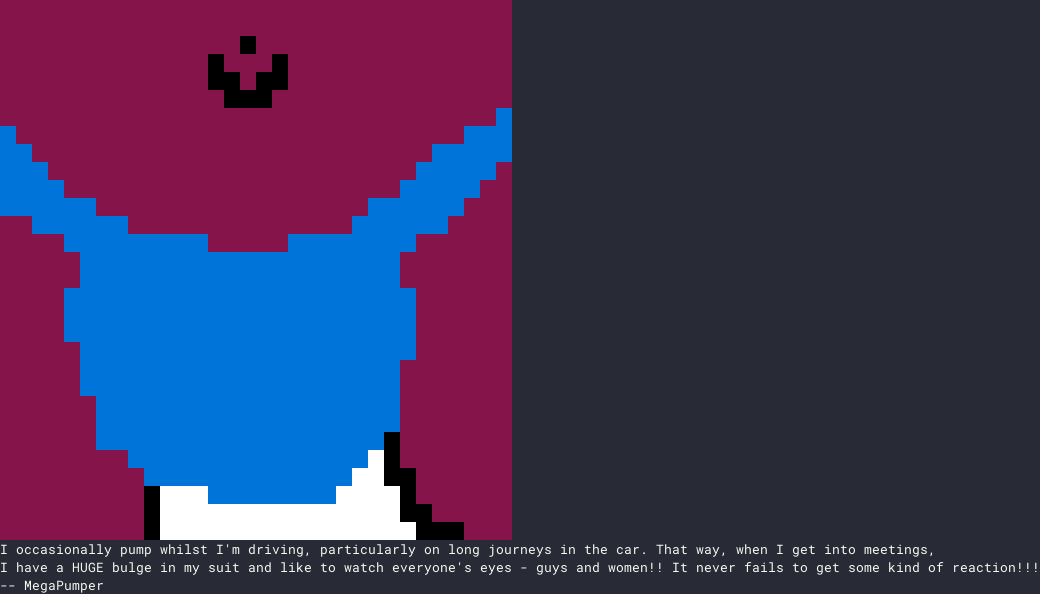 I occasionally pump whilst I'm driving, particularly on long journeys in the car. That way, when I get into meetings,
I have a HUGE bulge in my suit and like to watch everyone's eyes - guys and women!! It never fails to get some kind of reaction!!!
-- MegaPumper